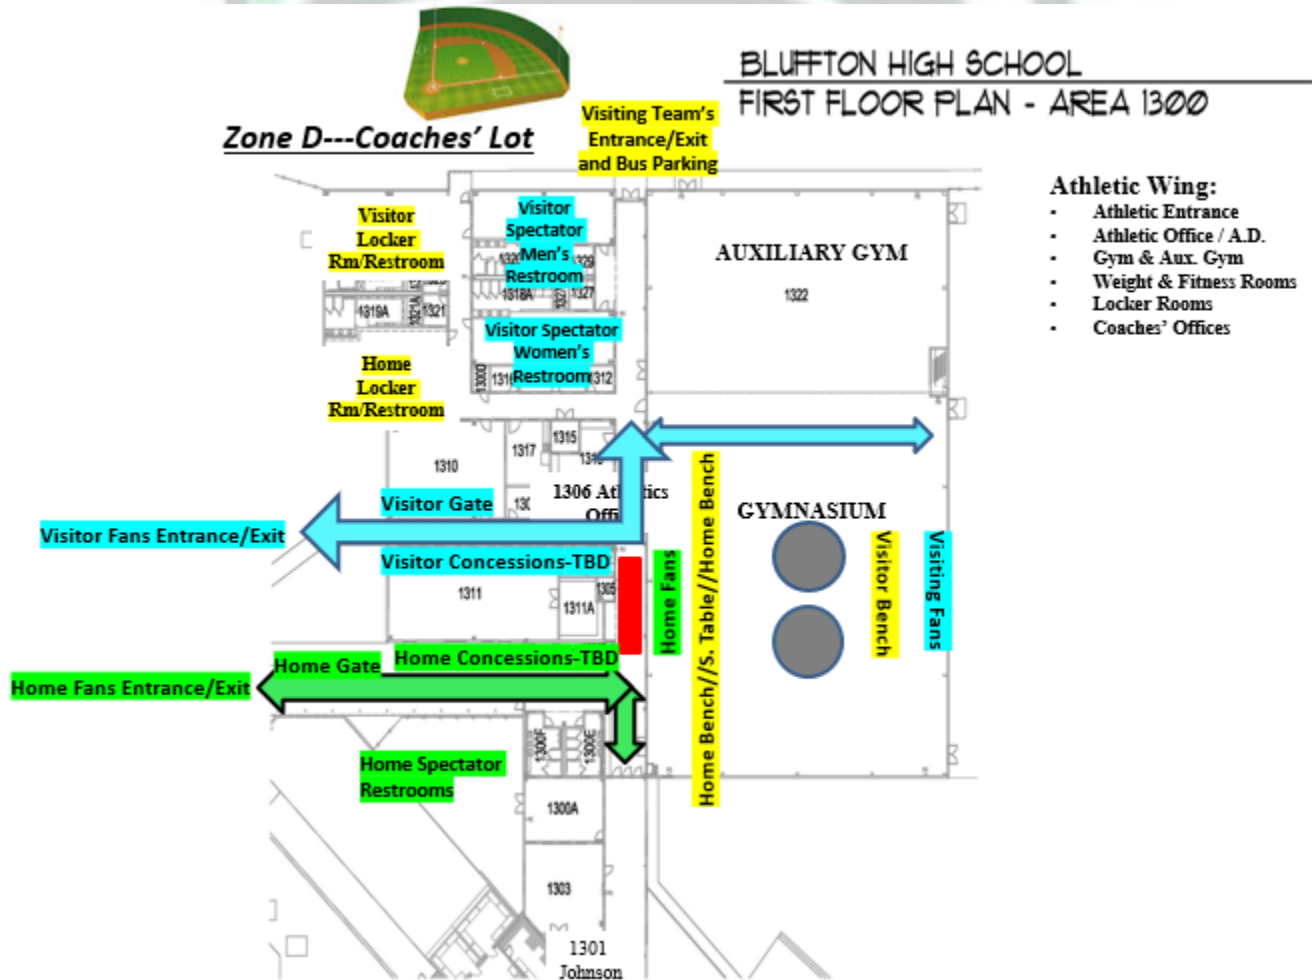 BLUFFTON HIGH SCHOOL
FIRST FLOOR PLAN - AREA 1300
Zone D---Coaches' Lot
Visiting Team's
Entrance/Exit
and Bus Parking
Athletic Wing:
· Athletic Entrance
· Athletic Office / A.D.
· Gym & Aux. Gym
· Weight & Fitness Rooms
· Locker Rooms
· Coaches' Offices
Visitor
Locker
Rm/Restroom
Visitor
Spectator
Men's
Restroom
1318A
1327
1319A
1321A
1321
AUXILIARY GYM
1322
Visitor Spectator
Women's
Restroom
1312
1300D
Home
Locker
Rm/Restroom
1310
1317
1315
1306 Athletics
Visitor Gate
Visitor Fans Entrance/Exit
Visitor Concessions-TBD
1311
1311A
1305
GYMNASIUM
Home Fans
Home Bench//S. Table//Home Bench
Visitor Bench
Visiting Fans
Home Gate
Home Concessions-TBD
Home Fans Entrance/Exit
Home Spectator
Restrooms
1300F
1300E
1300A
1303
1301
Johnson